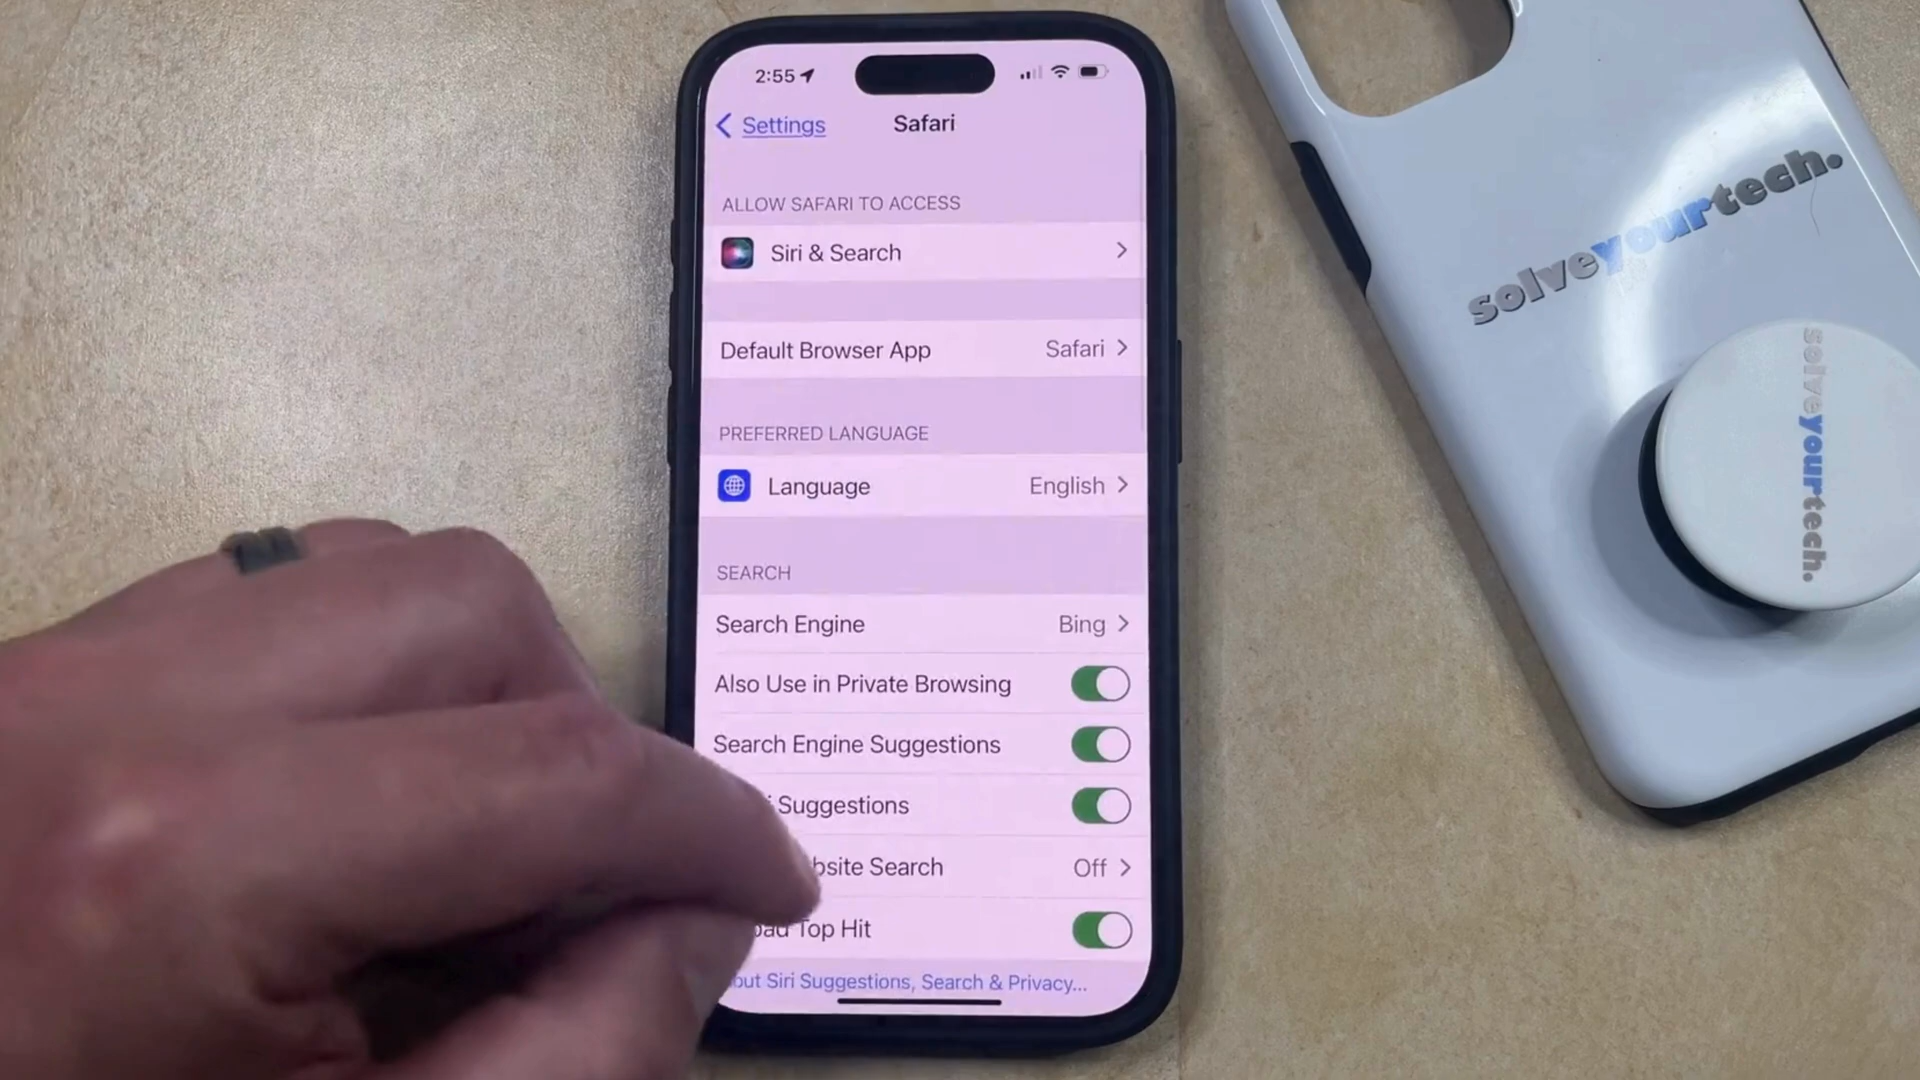 2:55
Settings
Safari
ALLOW SAFARI TO ACCESS
Siri & Search
Default Browser App Safari
PREFERRED LANGUAGE
Language English
SEARCH
Search Engine Bing
Also Use in Private Browsing
Search Engine Suggestions
Suggestions
Search Off
Top Hit
Siri Suggestions, Search & Privacy...
solveyourtech.
solveyourtech.